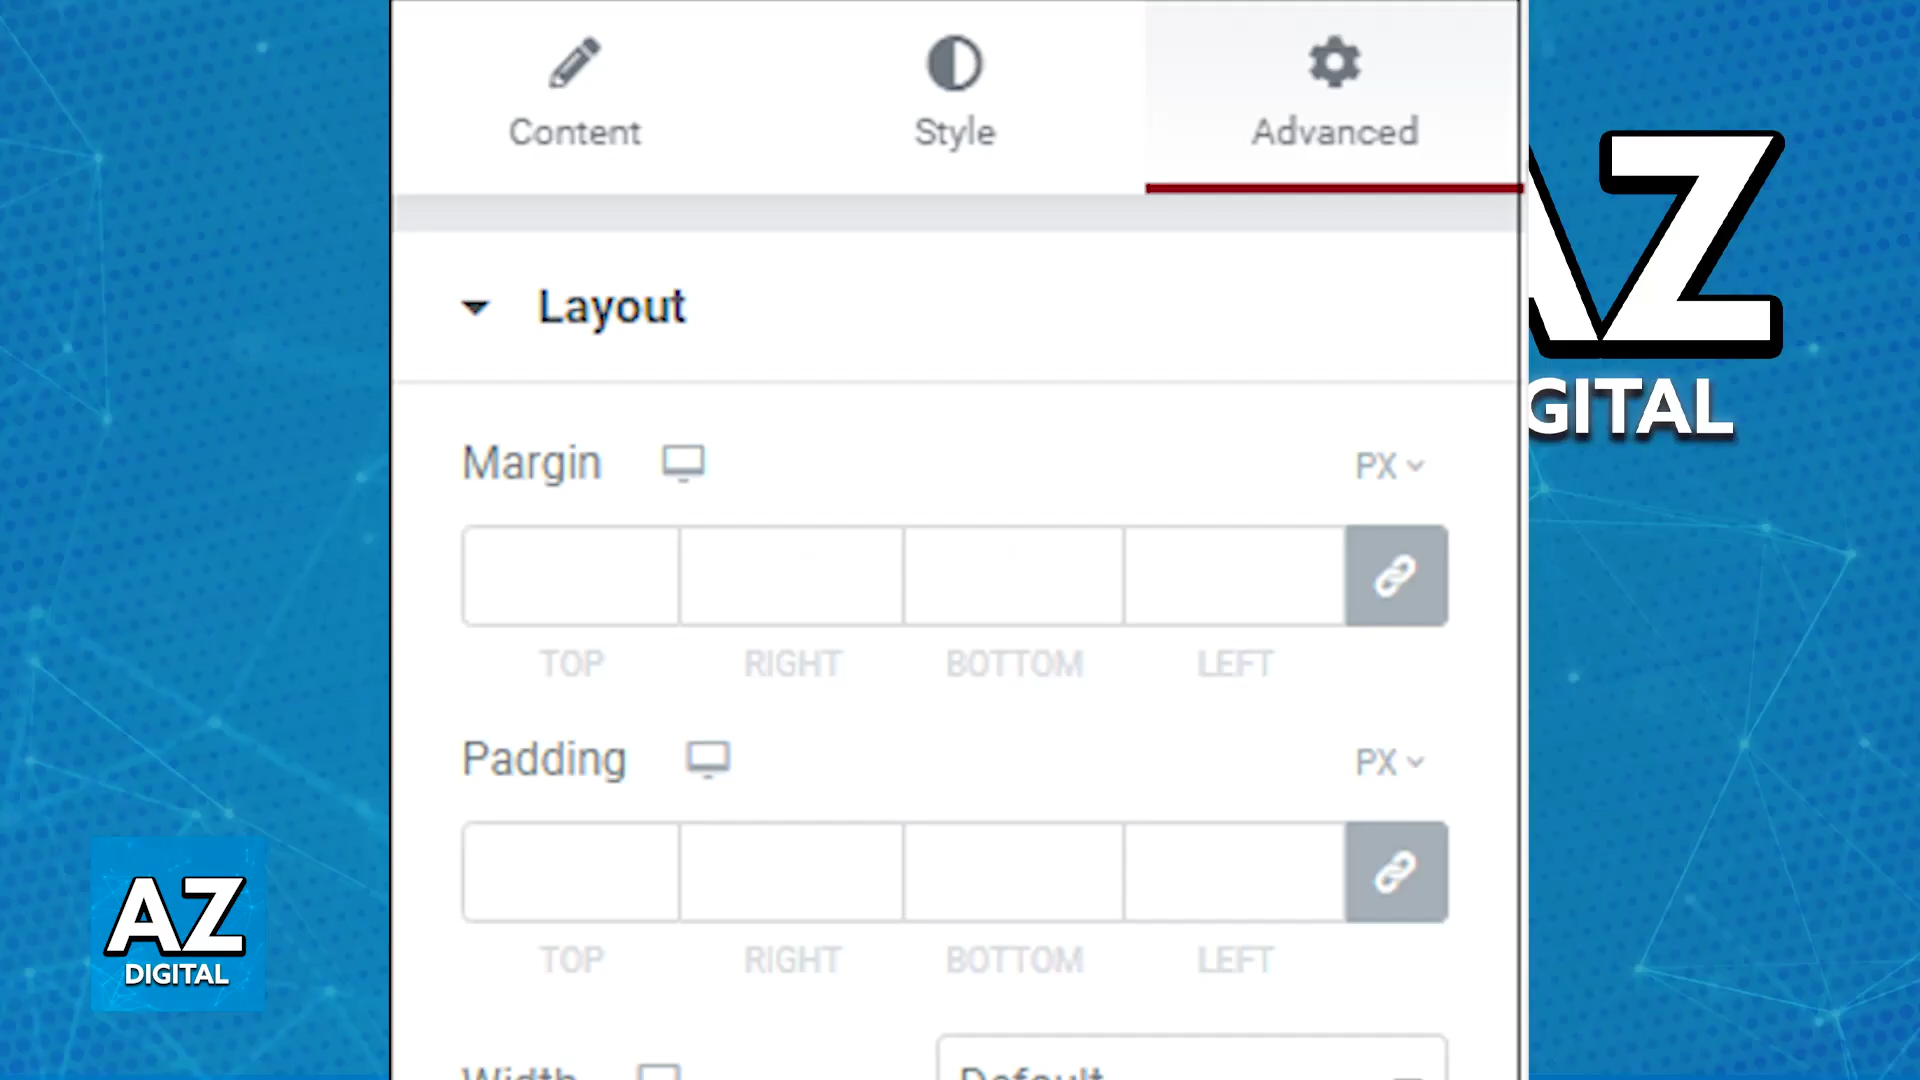 Content Style Advanced
Layout
AZ
DIGITAL
Margin PX
TOP RIGHT BOTTOM LEFT
Padding PX
TOP RIGHT BOTTOM LEFT
Width Default
AZ
DIGITAL